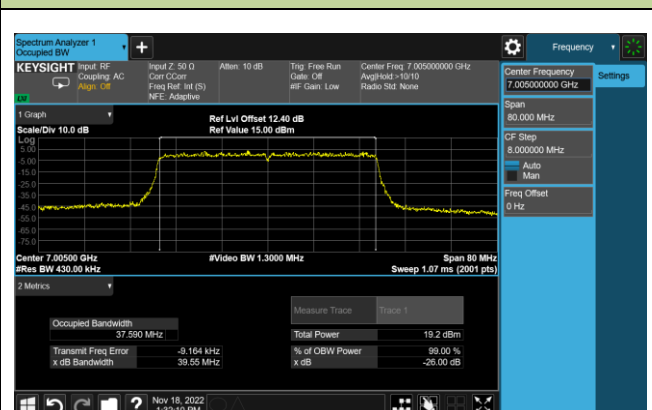 Spectrum Analyzer 1
Occupied BW
Frequency
KEYSIGHT Input: RF
Coupling: AC
Align: Off
Input Z: 50 Ω
Corr CCorr
Freq Ref: Int (S)
NFE: Adaptive
Atten: 10 dB
Trig: Free Run
Gate: Off
#IF Gain: Low
Center Freq: 7.005000000 GHz
Avg|Hold:>10/10
Radio Std: None
LXI
1 Graph
Scale/Div 10.0 dB
Ref Lvl Offset 12.40 dB
Ref Value 15.00 dBm
Log
5.00
-5.00
-15.0
-25.0
-35.0
-45.0
-55.0
-65.0
-75.0
Center 7.00500 GHz
#Res BW 430.00 kHz
#Video BW 1.3000 MHz
Span 80 MHz
Sweep 1.07 ms (2001 pts)
2 Metrics
Measure Trace
Trace 1
Occupied Bandwidth
37.590 MHz
Total Power
19.2 dBm
Transmit Freq Error
-9.164 kHz
% of OBW Power
99.00 %
x dB Bandwidth
39.55 MHz
x dB
-26.00 dB
Center Frequency
7.005000000 GHz
Settings
Span
80.000 MHz
CF Step
8.000000 MHz
Auto
Man
Freq Offset
0 Hz
?
Nov 18, 2022